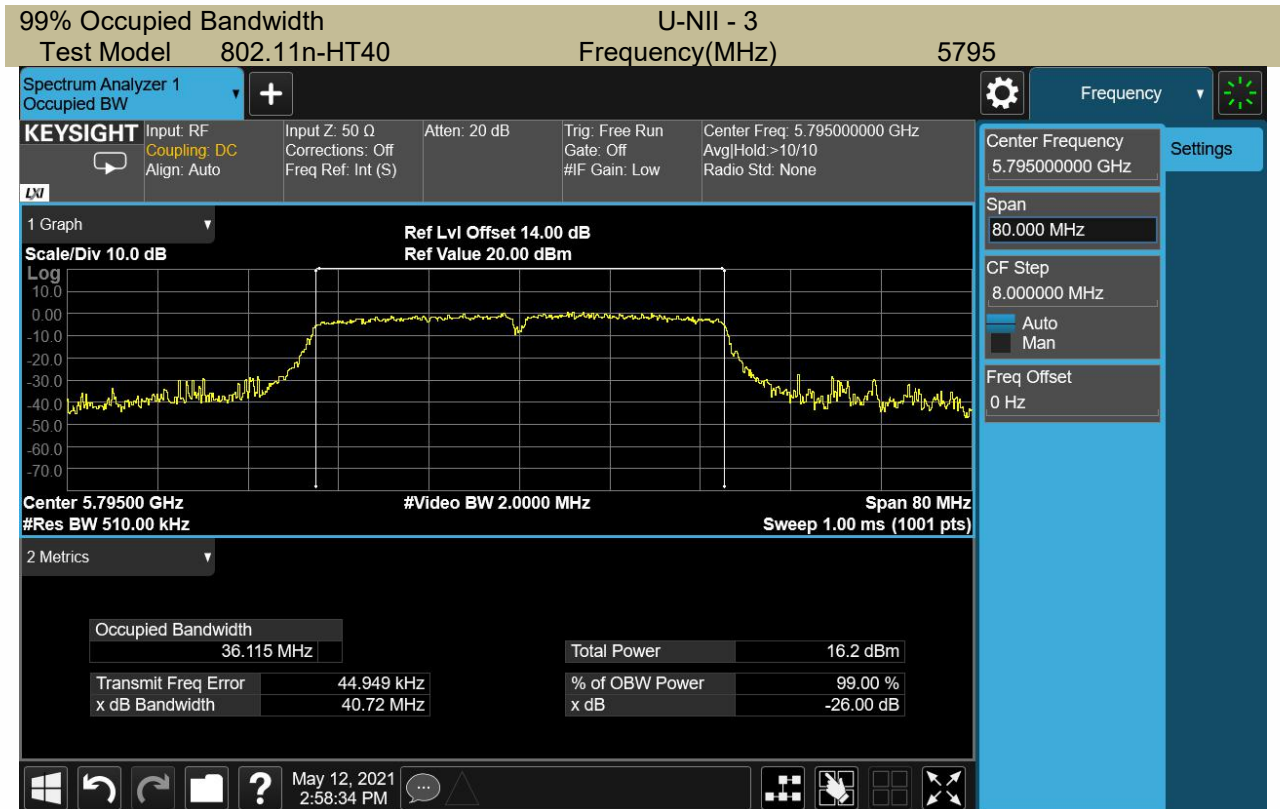 99% Occupied Bandwidth U-NII - 3
Test Model 802.11n-HT40 Frequency(MHz) 5795
Spectrum Analyzer 1
Occupied BW
+
Frequency
KEYSIGHT
LXI
Input: RF
Coupling: DC
Align: Auto
Input Z: 50 Ω
Corrections: Off
Freq Ref: Int (S)
Atten: 20 dB
Trig: Free Run
Gate: Off
#IF Gain: Low
Center Freq: 5.795000000 GHz
Avg|Hold:>10/10
Radio Std: None
Center Frequency
5.795000000 GHz
Settings
Span
80.000 MHz
CF Step
8.000000 MHz
Auto
Man
Freq Offset
0 Hz
1 Graph
Scale/Div 10.0 dB
Ref Lvl Offset 14.00 dB
Ref Value 20.00 dBm
Log
10.0
0.00
-10.0
-20.0
-30.0
-40.0
-50.0
-60.0
-70.0
Center 5.79500 GHz #Video BW 2.0000 MHz Span 80 MHz
#Res BW 510.00 kHz Sweep 1.00 ms (1001 pts)
2 Metrics
Occupied Bandwidth
36.115 MHz
Total Power 16.2 dBm
Transmit Freq Error 44.949 kHz % of OBW Power 99.00 %
x dB Bandwidth 40.72 MHz x dB -26.00 dB
?
May 12, 2021
2:58:34 PM